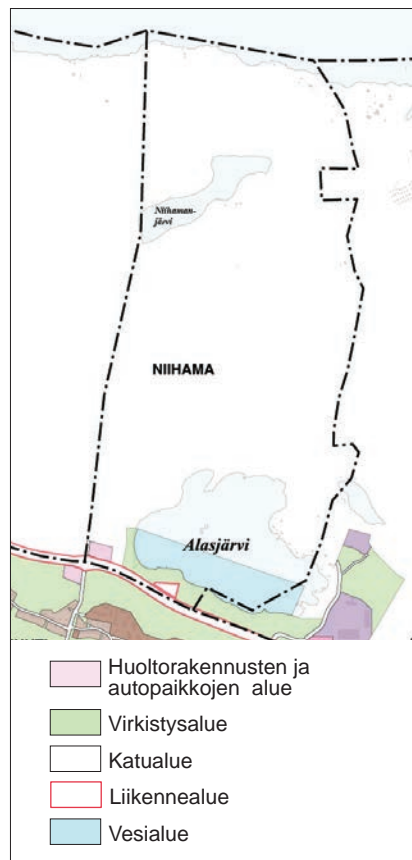 Niihaman-
järvi
NIIHAMA
Alasjärvi
Huoltorakennusten ja
autopaikkojen alue
Virkistysalue
Katualue
Liikennealue
Vesialue